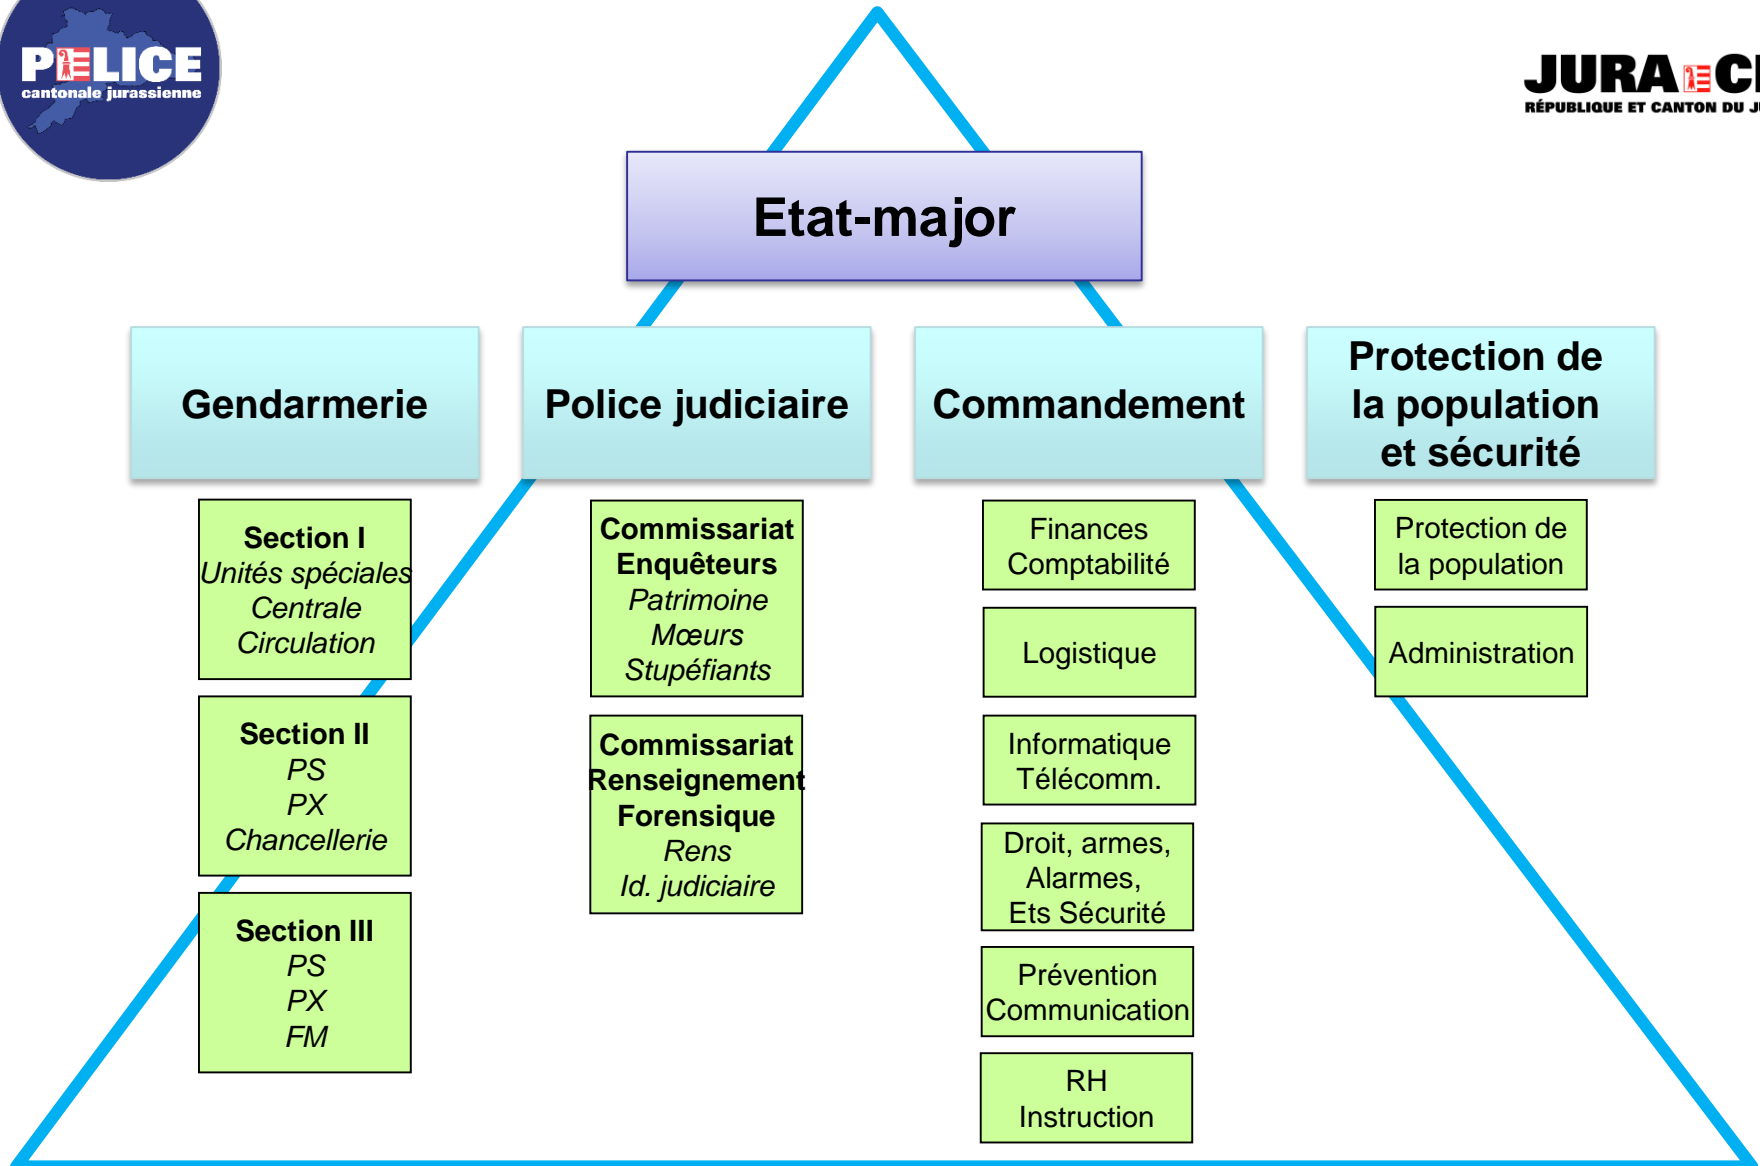 POLICE
cantonale jurassienne
JURA
RÉPUBLIQUE ET CANTON DU
Etat-major
Gendarmerie
Section I
Unités spéciales
Centrale
Circulation
Section II
PS
PX
Chancellerie
Section III
PS
PX
FM
Police judiciaire
Commissariat
Enquêteurs
Patrimoine
Mœurs
Stupéfiants
Commissariat
Renseignement
Forensique
Rens
Id. judiciaire
Commandement
Finances
Comptabilité
Logistique
Informatique
Télécomm.
Droit, armes,
Alarmes,
Ets Sécurité
Prévention
Communication
RH
Instruction
Protection de
la population
et sécurité
Protection de
la population
Administration